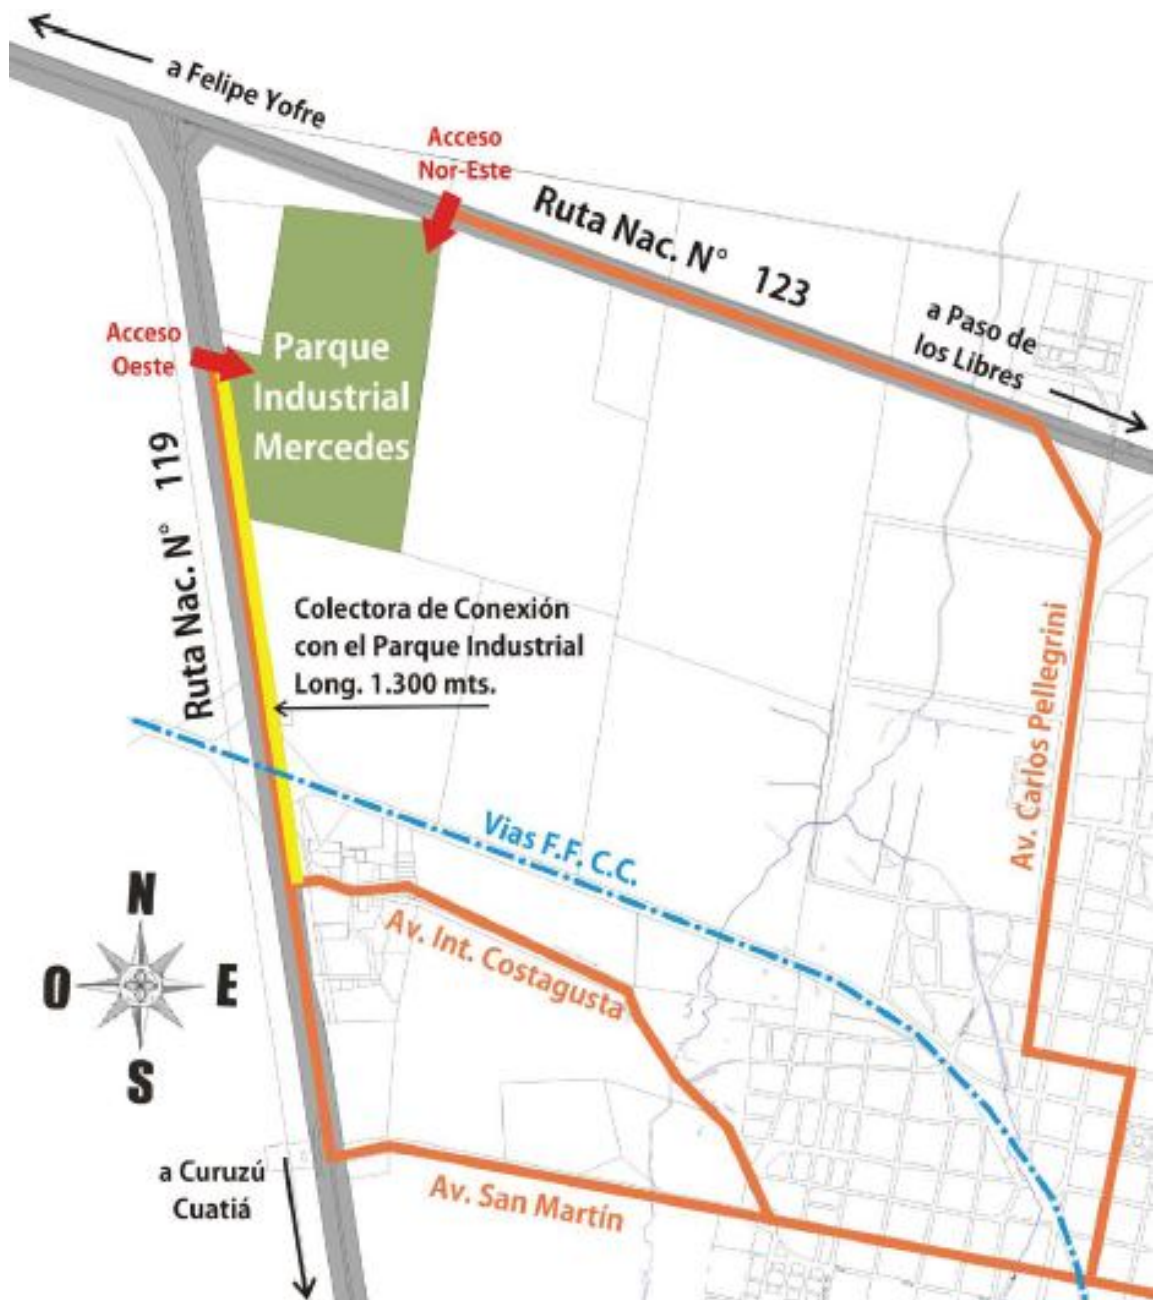 a Felipe Yofre
Acceso
Nor-Este
Ruta Nac. N° 123
a Paso de
los Libres
Acceso
Oeste
Parque
Industrial
Mercedes
Ruta Nac. N° 119
Colectora de Conexión
con el Parque Industrial
Long. 1.300 mts.
Av. Carlos Pellegrini
Vias F.F. C.C.
Av. Int. Costagusta
N
O
E
S
a Curuzú
Cuatiá
Av. San Martín